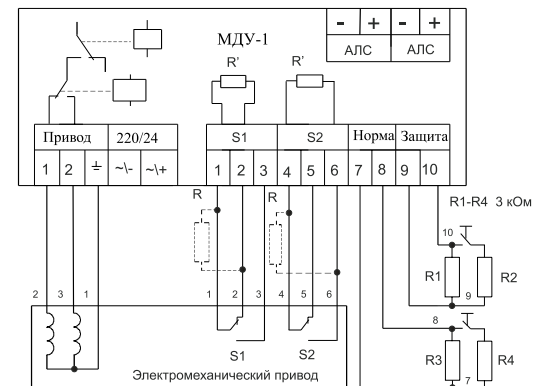 МДУ-1
- + - +
АЛС АЛС
R' R'
Привод 220/24 S1 S2 Норма Защита
1 2 ~\- ~\+ 1 2 3 4 5 6 7 8 9 10
R R
R1-R4 3 кОм
10
R1 R2
9
2 3 1 1 2 3 4 5 6
8
S1 S2
R3 R4
Электромеханический привод
7